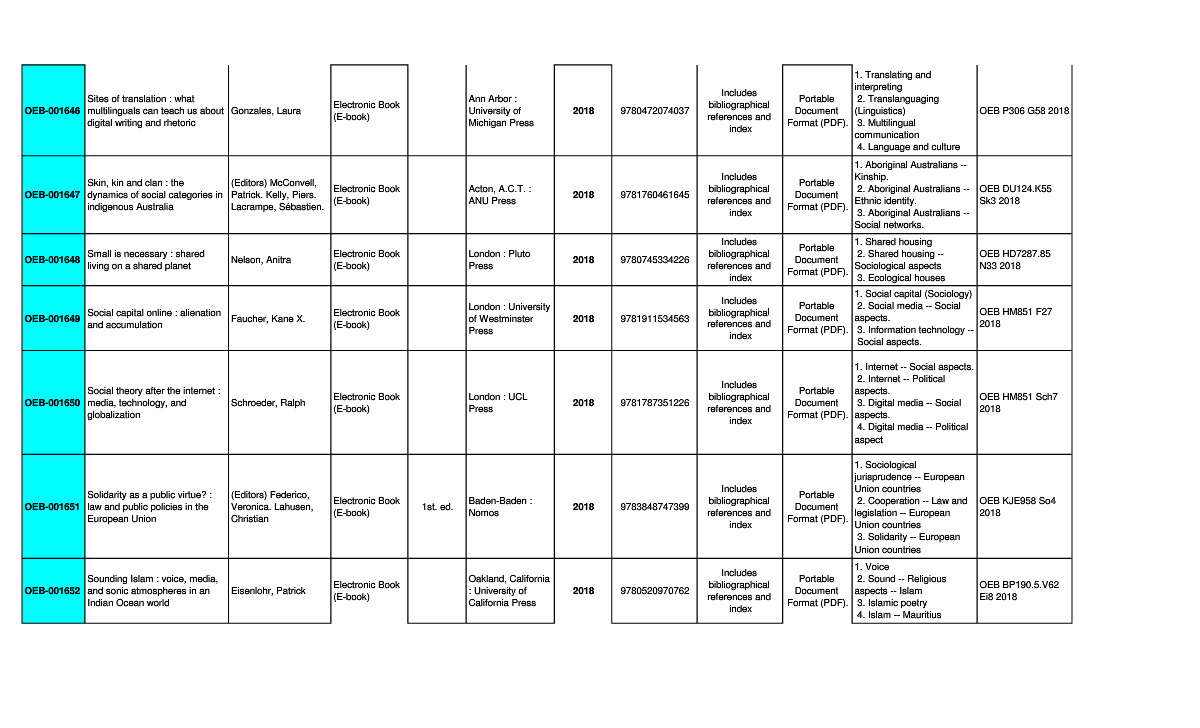 OEB-001646
Sites of translation : what
multilinguals can teach us about
digital writing and rhetoric
Gonzales, Laura
Electronic Book
(E-book)
Ann Arbor :
University of
Michigan Press
2018
9780472074037
Includes
bibliographical
references and
index
Portable
Document
Format (PDF).
1. Translating and
interpreting
2. Translanguaging
(Linguistics)
3. Multilingual
communication
4. Language and culture
OEB P306 G58 2018
OEB-001647
Skin, kin and clan : the
dynamics of social categories in
indigenous Australia
(Editors) McConvell,
Patrick. Kelly, Piers.
Lacrampe, Sébastien.
Electronic Book
(E-book)
Acton, A.C.T. :
ANU Press
2018
9781760461645
Includes
bibliographical
references and
index
Portable
Document
Format (PDF).
1. Aboriginal Australians --
Kinship.
2. Aboriginal Australians --
Ethnic identity.
3. Aboriginal Australians --
Social networks.
OEB DU124.K55
Sk3 2018
OEB-001648
Small is necessary : shared
living on a shared planet
Nelson, Anitra
Electronic Book
(E-book)
London : Pluto
Press
2018
9780745334226
Includes
bibliographical
references and
index
Portable
Document
Format (PDF).
1. Shared housing
2. Shared housing --
Sociological aspects
3. Ecological houses
OEB HD7287.85
N33 2018
OEB-001649
Social capital online : alienation
and accumulation
Faucher, Kane X.
Electronic Book
(E-book)
London : University
of Westminster
Press
2018
9781911534563
Includes
bibliographical
references and
index
Portable
Document
Format (PDF).
1. Social capital (Sociology)
2. Social media -- Social
aspects.
3. Information technology --
Social aspects.
OEB HM851 F27
2018
OEB-001650
Social theory after the internet :
media, technology, and
globalization
Schroeder, Ralph
Electronic Book
(E-book)
London : UCL
Press
2018
9781787351226
Includes
bibliographical
references and
index
Portable
Document
Format (PDF).
1. Internet -- Social aspects.
2. Internet -- Political
aspects.
3. Digital media -- Social
aspects.
4. Digital media -- Political
aspect
OEB HM851 Sch7
2018
OEB-001651
Solidarity as a public virtue? :
law and public policies in the
European Union
(Editors) Federico,
Veronica. Lahusen,
Christian
Electronic Book
(E-book)
1st. ed.
Baden-Baden :
Nomos
2018
9783848747399
Includes
bibliographical
references and
index
Portable
Document
Format (PDF).
1. Sociological
jurisprudence -- European
Union countries
2. Cooperation -- Law and
legislation -- European
Union countries
3. Solidarity -- European
Union countries
OEB KJE958 So4
2018
OEB-001652
Sounding Islam : voice, media,
and sonic atmospheres in an
Indian Ocean world
Eisenlohr, Patrick
Electronic Book
(E-book)
Oakland, California
: University of
California Press
2018
9780520970762
Includes
bibliographical
references and
index
Portable
Document
Format (PDF).
1. Voice
2. Sound -- Religious
aspects -- Islam
3. Islamic poetry
4. Islam -- Mauritius
OEB BP190.5.V62
Ei8 2018